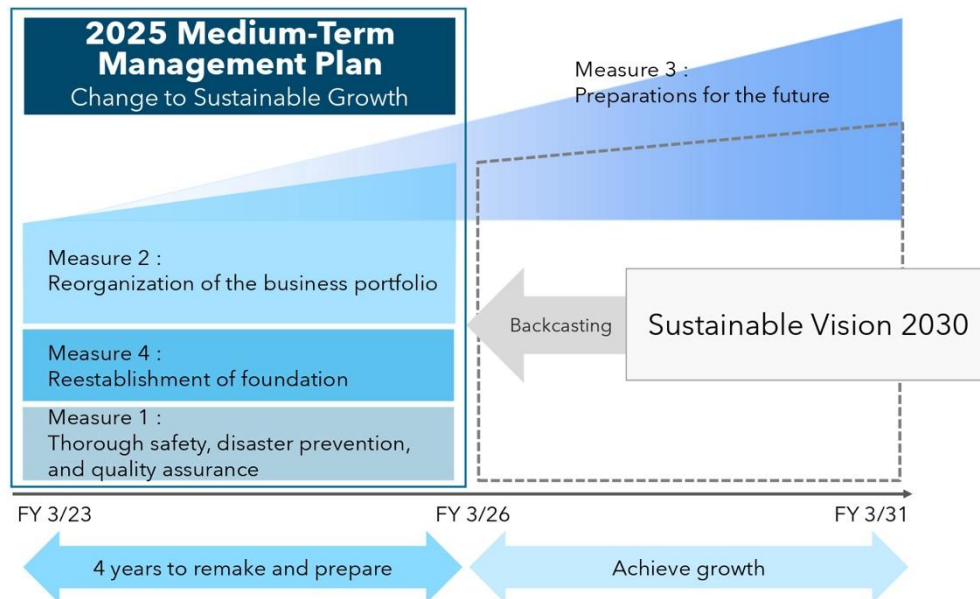 2025 Medium-Term
Management Plan
Change to Sustainable Growth
Measure 3 :
Preparations for the future
Measure 2 :
Reorganization of the business portfolio
Measure 4 :
Reestablishment of foundation
Measure 1 :
Thorough safety, disaster prevention,
and quality assurance
Backcasting
Sustainable Vision 2030
FY 3/23
FY 3/26
FY 3/31
4 years to remake and prepare
Achieve growth